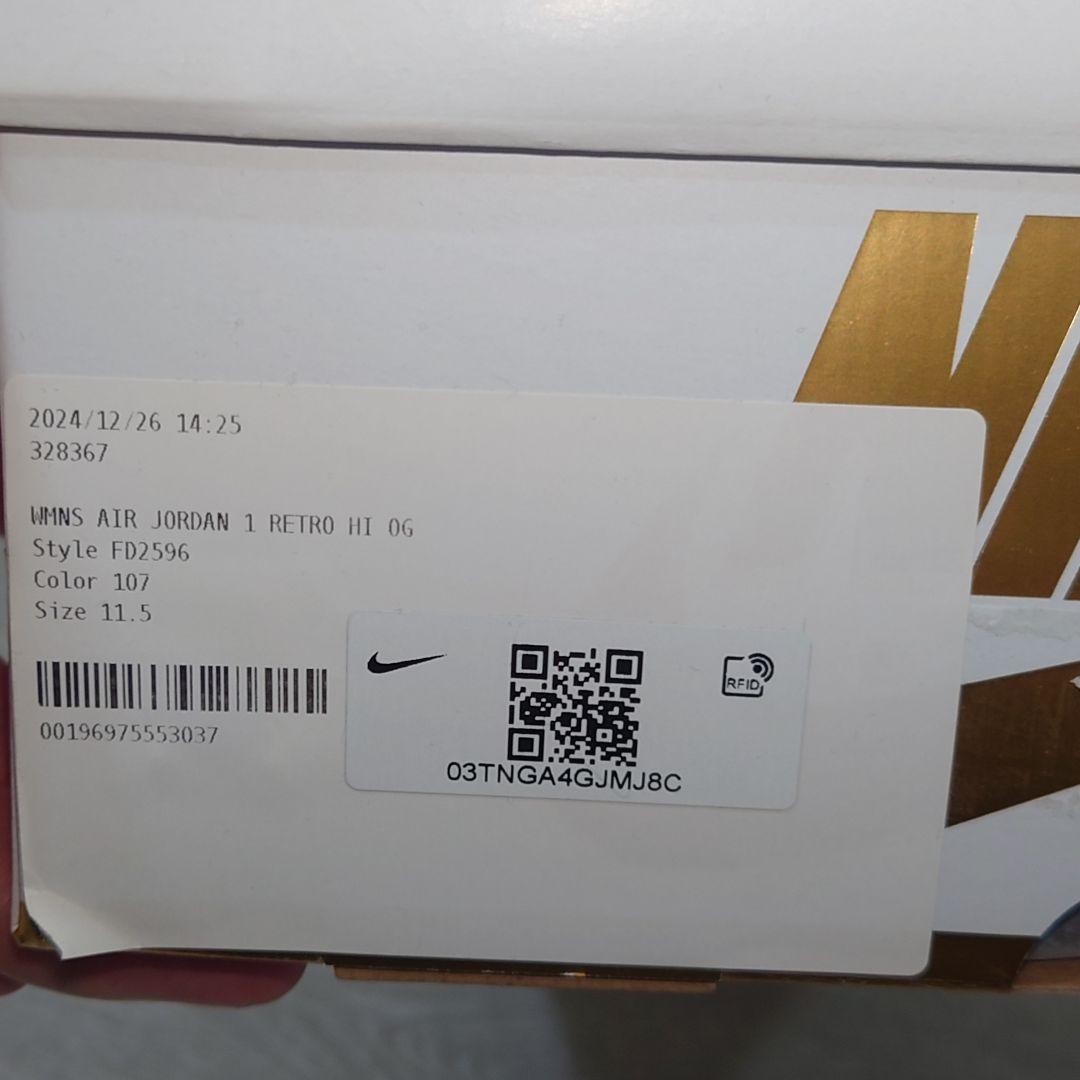 2024/12/26 14:25
328367
WMNS AIR JORDAN 1 RETRO HI OG
Style FD2596
Color 107
Size 11.5
00196975553037
RFID
03TNGA4GJMJ8C